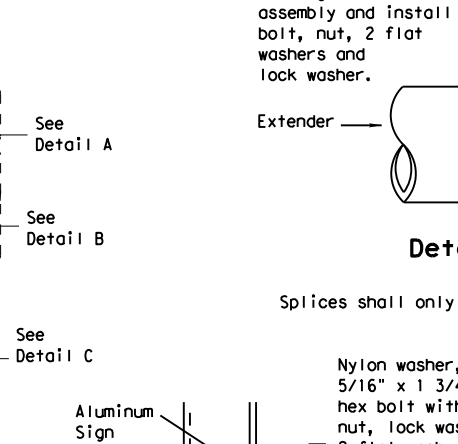 assembly and install
bolt, nut, 2 flat
washers and
lock washer.
Extender
See
Detail A
See
Detail B
Splices shall only
See
Detail C
Nylon washer,
5/16" x 1 3/4
hex bolt with
nut, lock
Aluminum
Sign